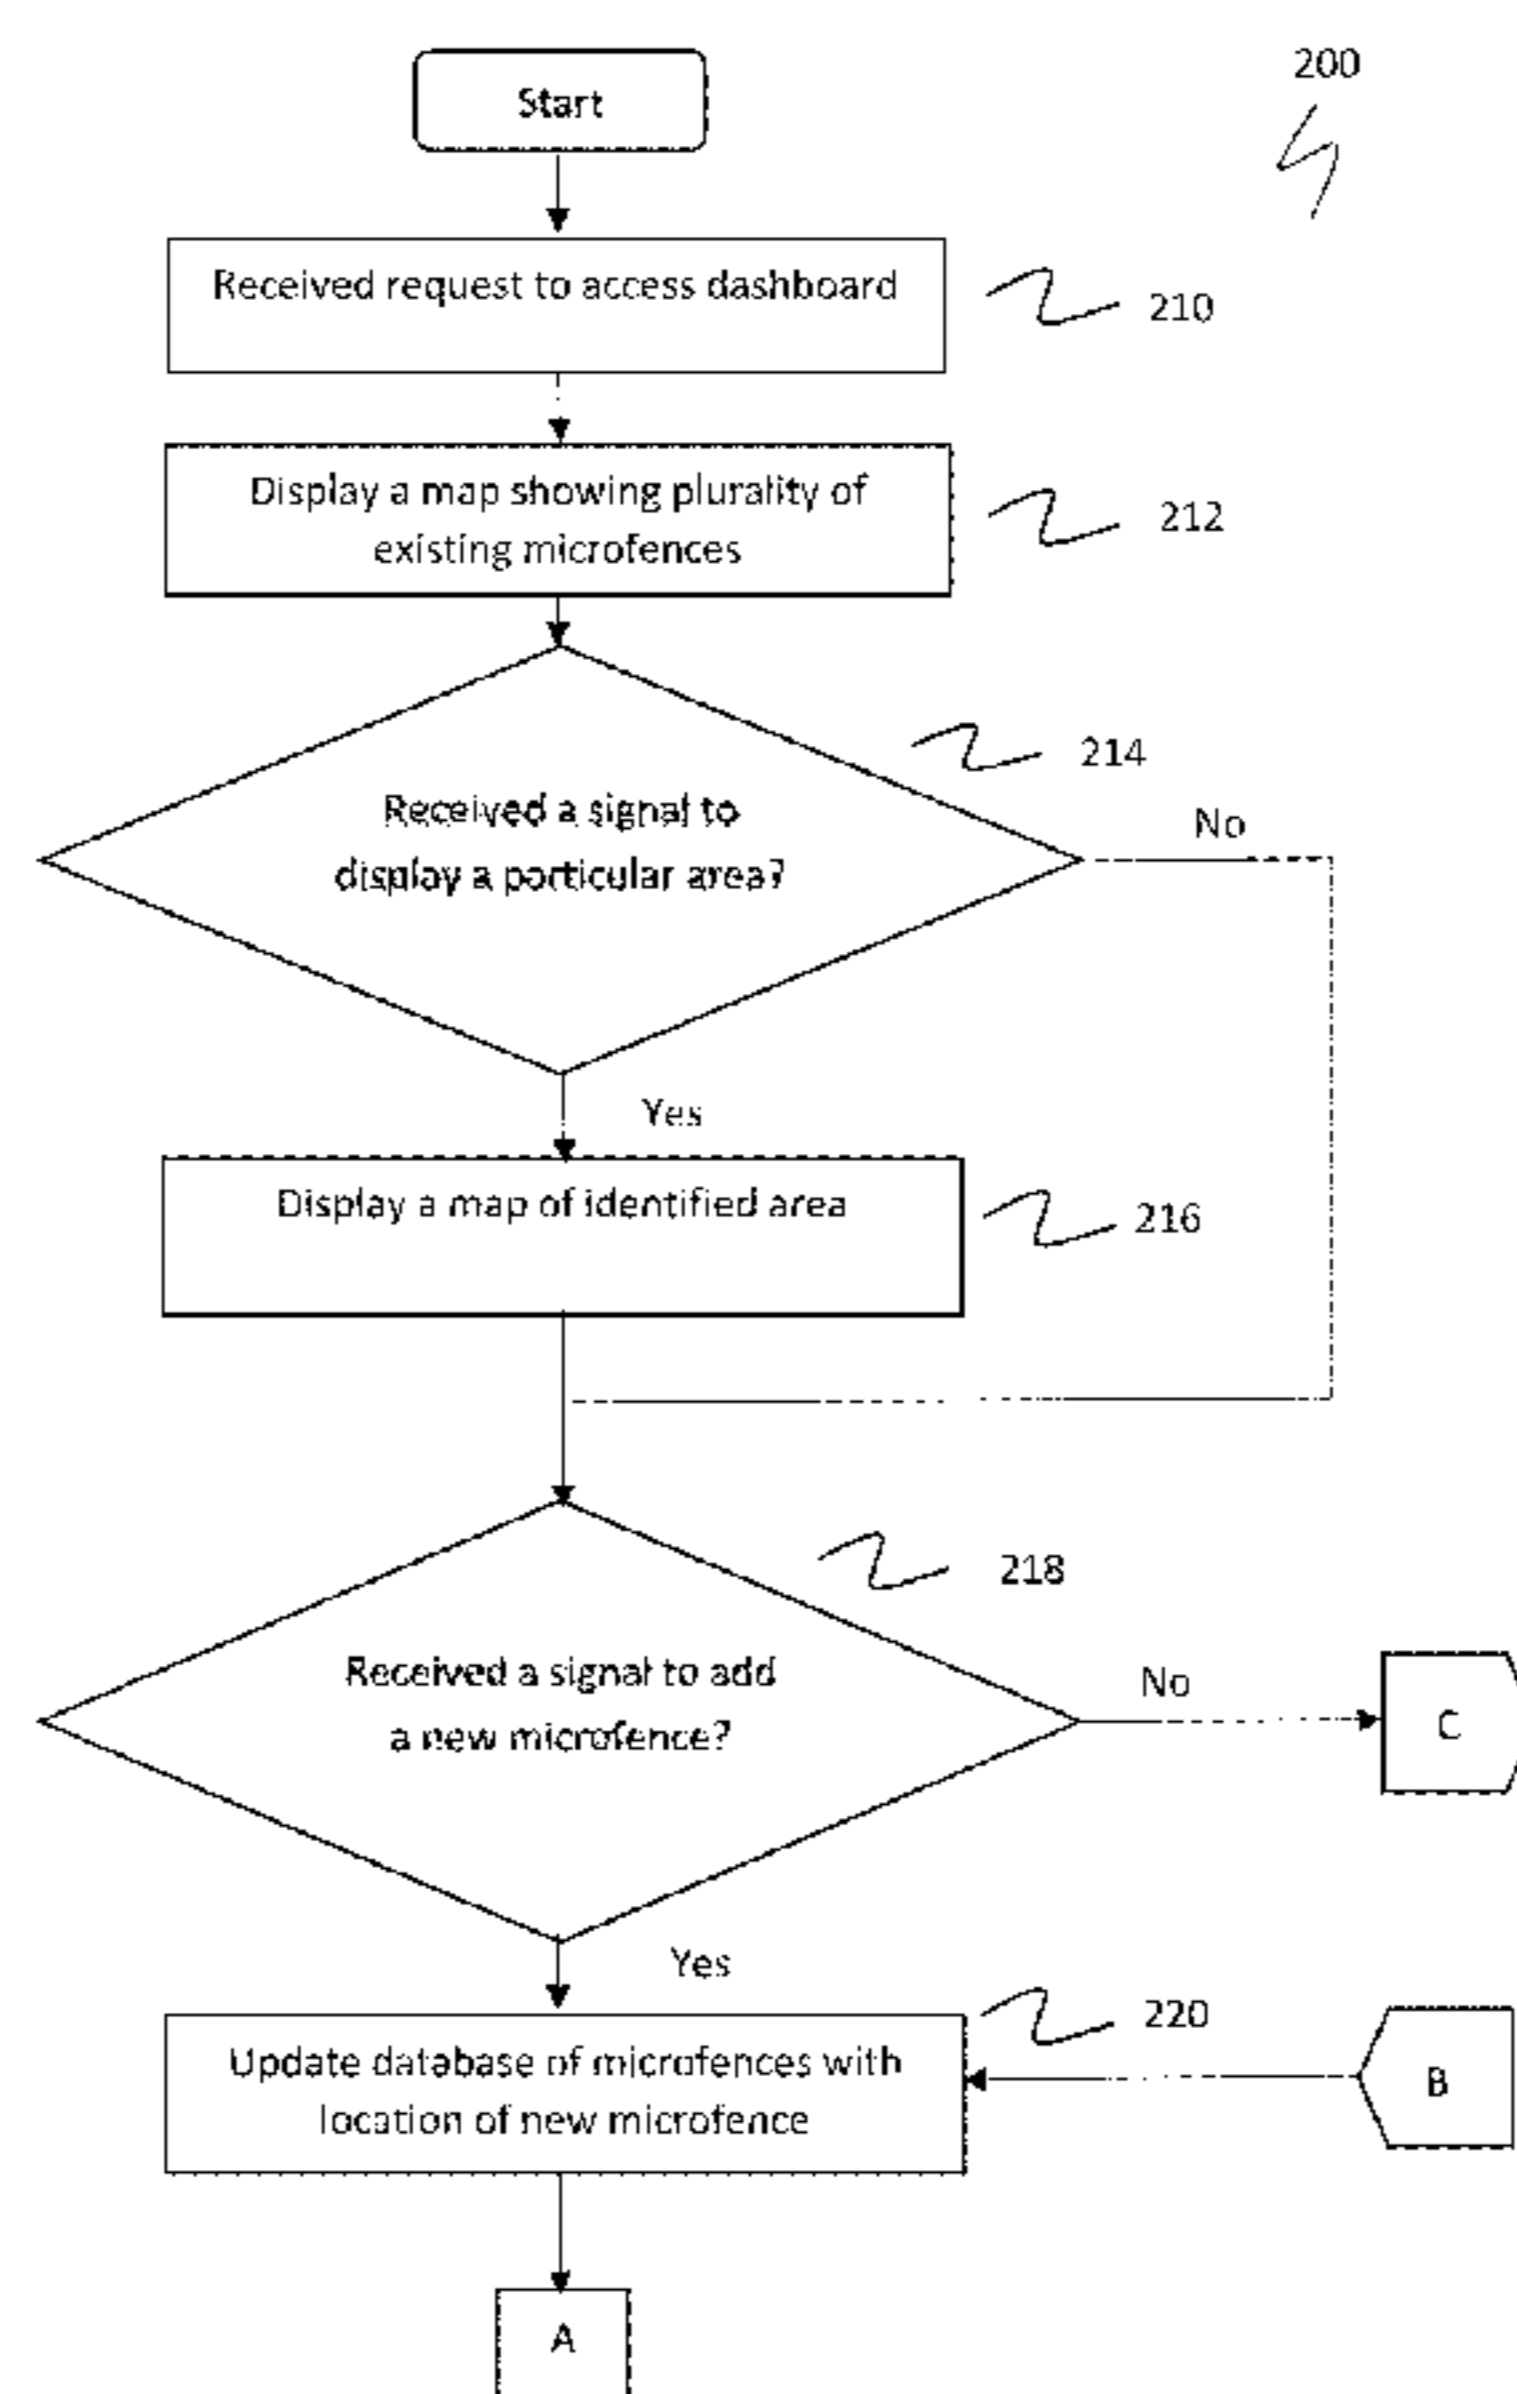 200
Start
Received request to access dashboard
210
Display a map showing plurality of
existing microfences
212
214
Received a signal to
display a particular area?
No
Yes
Display a map of identified area
216
218
Received a signal to add
a new microfence?
No
C
Yes
220
Update database of microfences with
location of new microfence
B
A